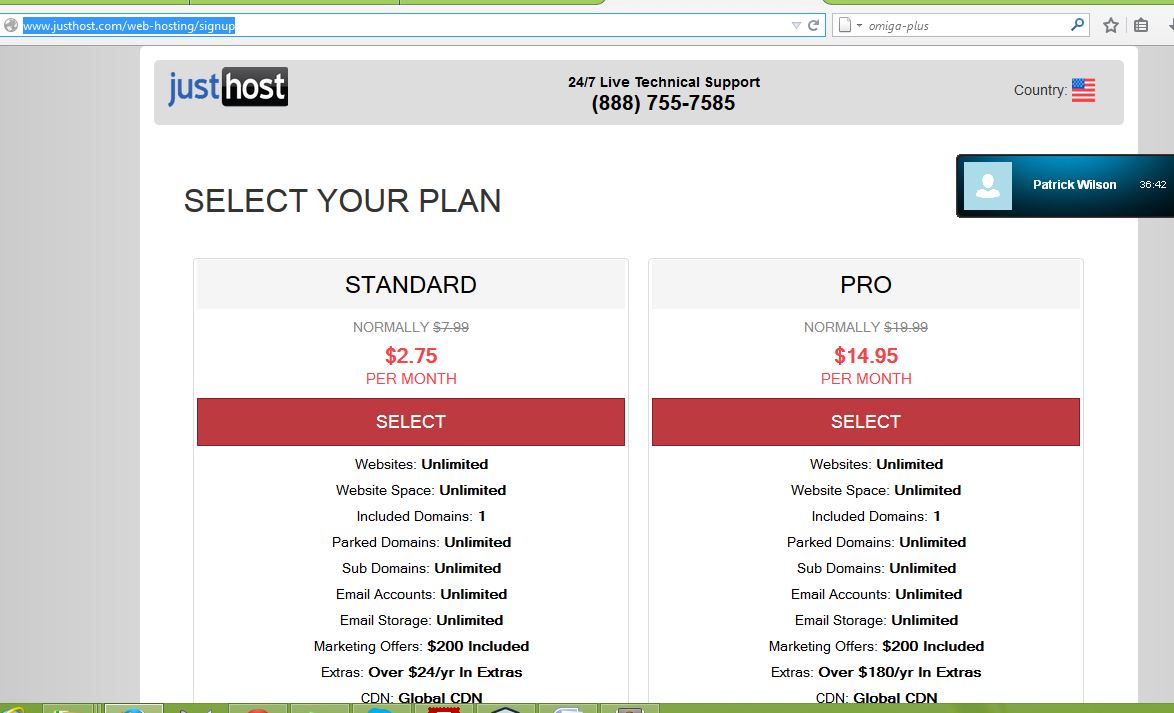 www.justhost.com/web-hosting/signup
omiga-plus
justhost
24/7 Live Technical Support
(888) 755-7585
Country:
Patrick Wilson 36:42
SELECT YOUR PLAN
STANDARD
NORMALLY $7.99
$2.75
PER MONTH
SELECT
Websites: Unlimited
Website Space: Unlimited
Included Domains: 1
Parked Domains: Unlimited
Sub Domains: Unlimited
Email Accounts: Unlimited
Email Storage: Unlimited
Marketing Offers: $200 Included
Extras: Over $24/yr In Extras
CDN: Global CDN
PRO
NORMALLY $19.99
$14.95
PER MONTH
SELECT
Websites: Unlimited
Website Space: Unlimited
Included Domains: 1
Parked Domains: Unlimited
Sub Domains: Unlimited
Email Accounts: Unlimited
Email Storage: Unlimited
Marketing Offers: $200 Included
Extras: Over $180/yr In Extras
CDN: Global CDN